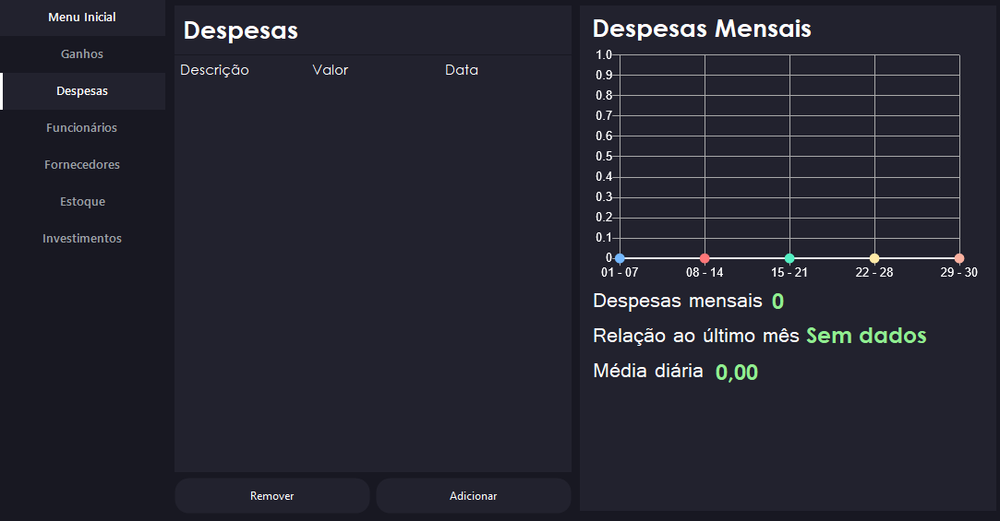 Menu Inicial
Ganhos
Despesas
Funcionários
Fornecedores
Estoque
Investimentos
Despesas
Descrição Valor Data
Remover Adicionar
Despesas Mensais
1.0
0.9
0.8
0.7
0.6
0.5
0.4
0.3
0.2
0.1
0
01 - 07 08 - 14 15 - 21 22 - 28 29 - 30
Despesas mensais 0
Relação ao último mês Sem dados
Média diária 0,00